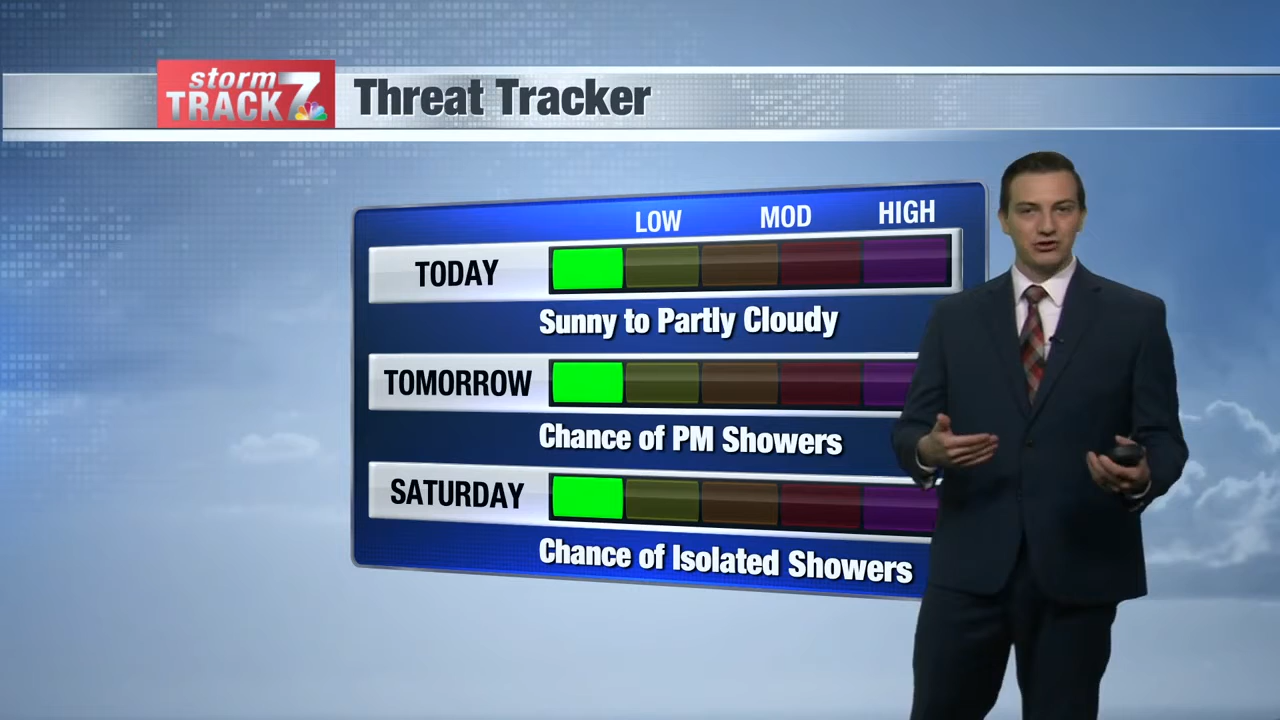 storm
TRACK 7
Threat Tracker
LOW MOD HIGH
TODAY
Sunny to Partly Cloudy
TOMORROW
Chance of PM Showers
SATURDAY
Chance of Isolated Showers